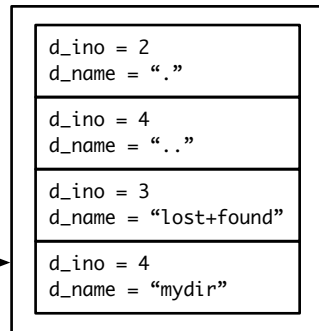 d_ino = 2
d_name = “.”
d_ino = 4
d_name = “..”
d_ino = 3
d_name = “lost+found”
d_ino = 4
d_name = “mydir”